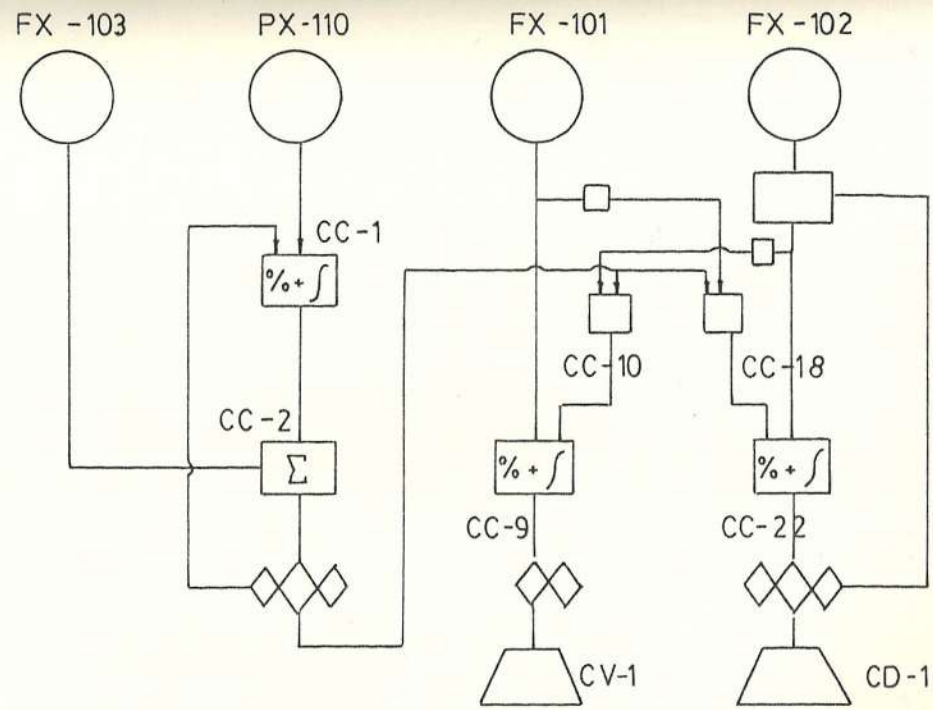 FX -103
PX-110
FX -101
FX -102
CC-1
%+∫
CC-10
CC-18
CC-2
Σ
%+∫
%+∫
CC-9
CC-22
CV-1
CD-1